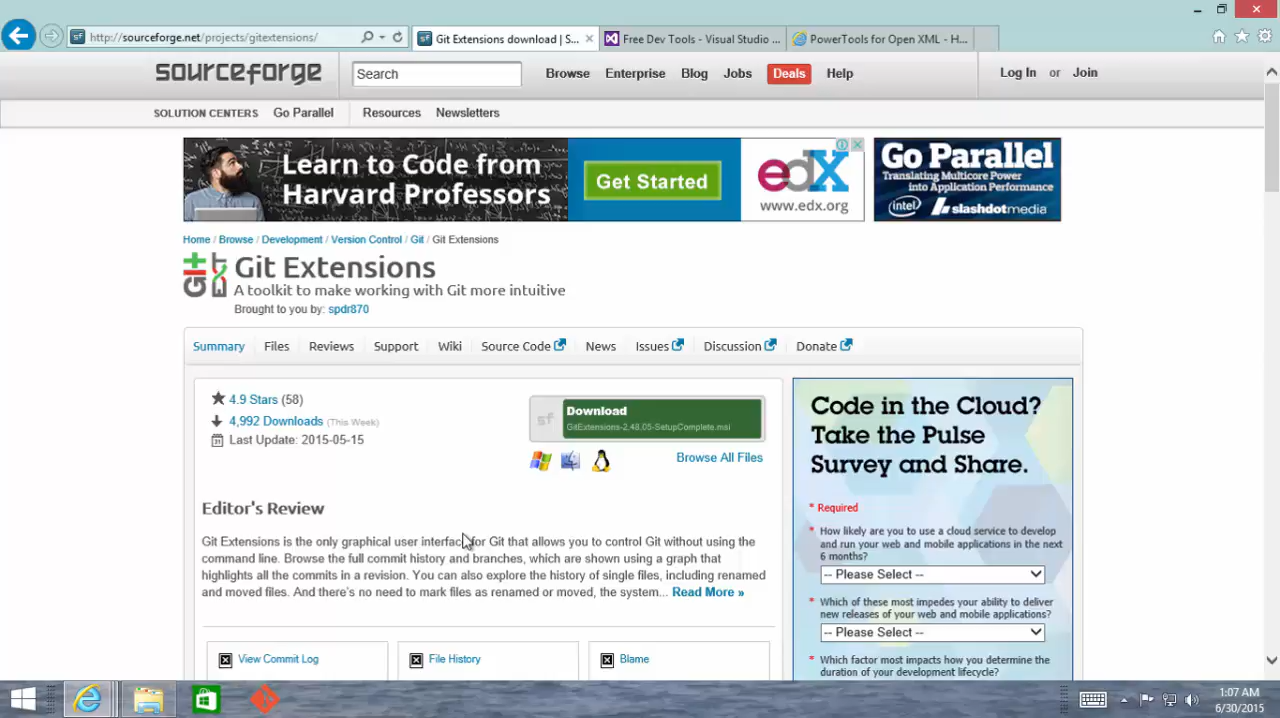 http://sourceforge.net/projects/gitextensions/
Git Extensions download | S...
Free Dev Tools - Visual Studio ...
PowerTools for Open XML - H...
sourceforge
Search
Browse
Enterprise
Blog
Jobs
Deals
Help
Log In or Join
SOLUTION CENTERS
Go Parallel
Resources
Newsletters
Learn to Code from
Harvard Professors
Get Started
edX
www.edx.org
Go Parallel
Translating Multicore Power
into Application Performance
intel
slashdotmedia
Home / Browse / Development / Version Control / Git / Git Extensions
Git Extensions
A toolkit to make working with Git more intuitive
Brought to you by: spdr870
Summary
Files
Reviews
Support
Wiki
Source Code
News
Issues
Discussion
Donate
4.9 Stars (58)
4,992 Downloads (This Week)
Last Update: 2015-05-15
sf
Download
GitExtensions-2.48.05-SetupComplete.msi
Browse All Files
Editor's Review
Git Extensions is the only graphical user interface for Git that allows you to control Git without using the
command line. Browse the full commit history and branches, which are shown using a graph that
highlights all the commits in a revision. You can also explore the history of single files, including renamed
and moved files. And there's no need to mark files as renamed or moved, the system... Read More »
View Commit Log
File History
Blame
Code in the Cloud?
Take the Pulse
Survey and Share.
* Required
* How likely are you to use a cloud service to develop
and run your web and mobile applications in the next
6 months?
-- Please Select --
* Which of these most impedes your ability to deliver
new releases of your web and mobile applications?
-- Please Select --
* Which factor most impacts how you determine the
duration of your development lifecycle?
1:07 AM
6/30/2015